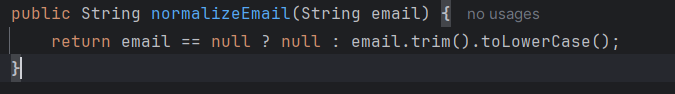 public String normalizeEmail(String email) { no usages
    return email == null ? null : email.trim().toLowerCase();
}